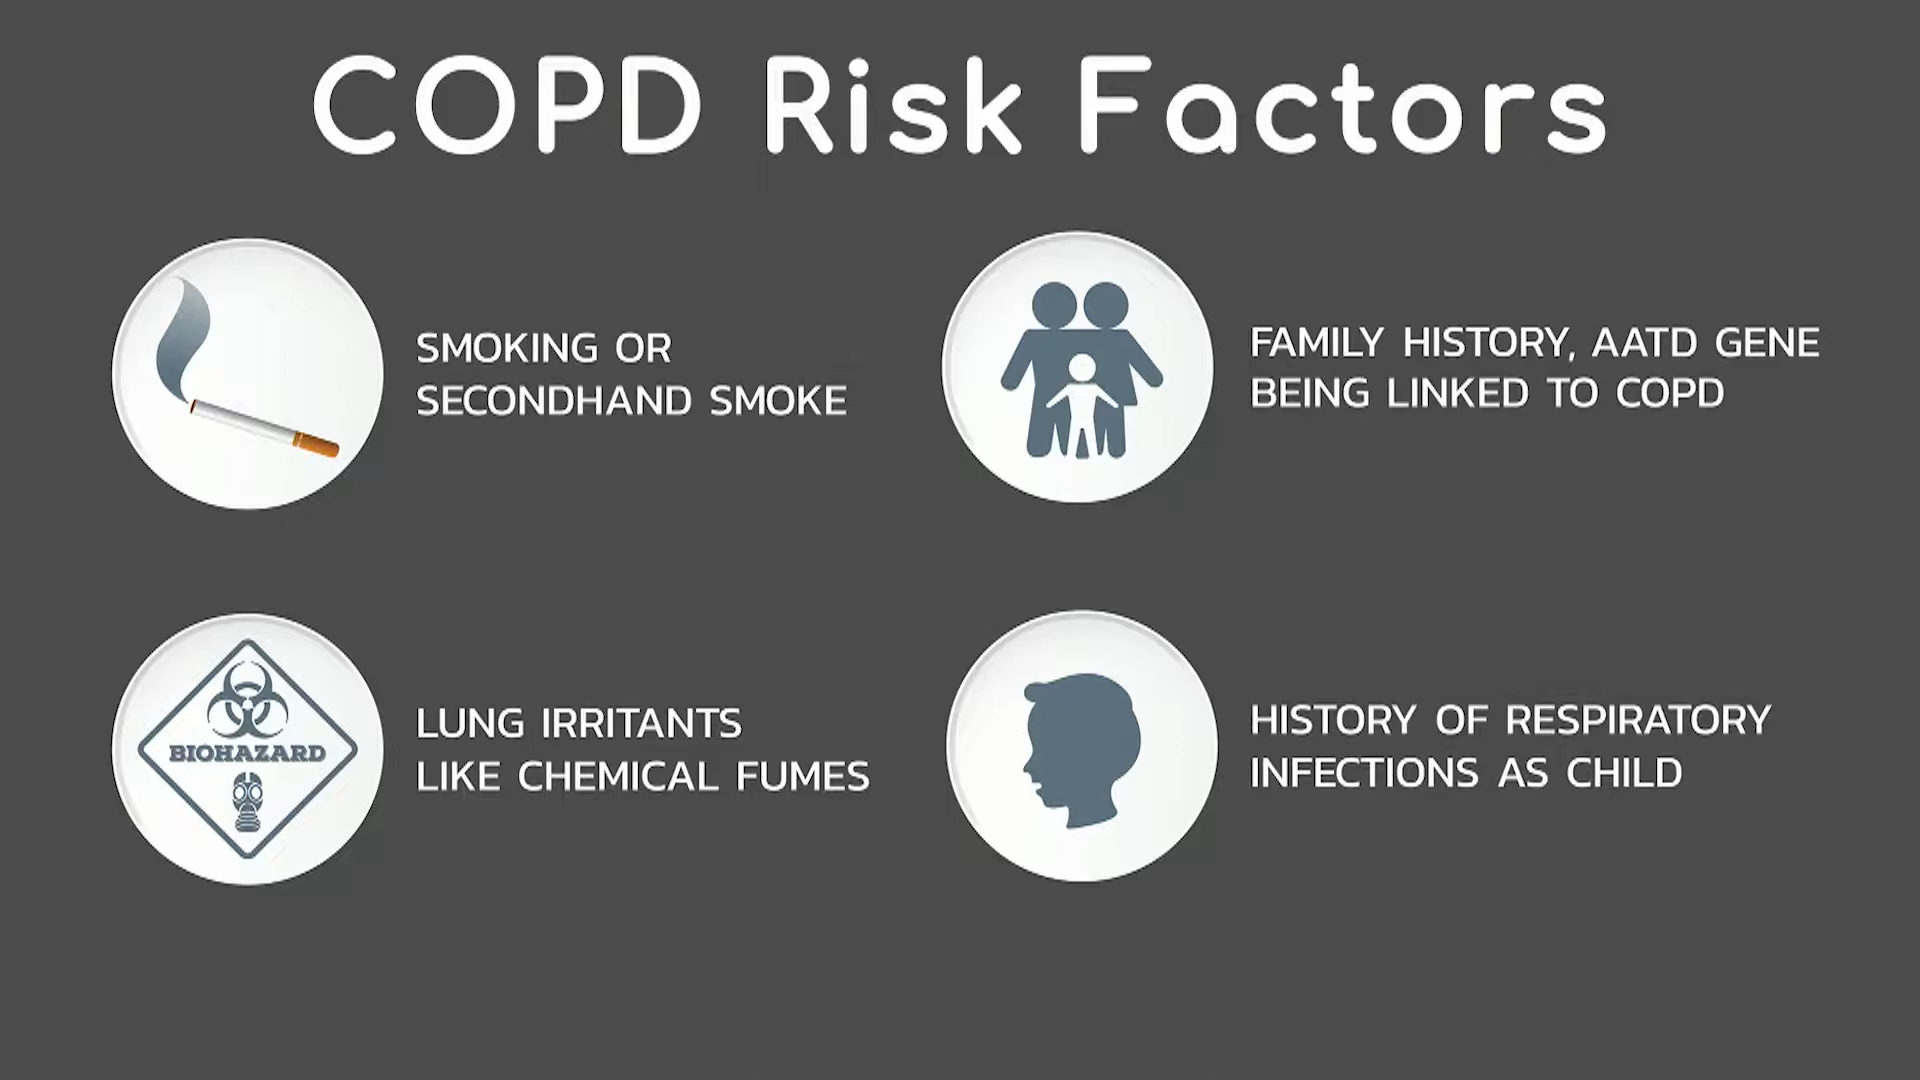 COPD Risk Factors
SMOKING OR
SECONDHAND SMOKE
FAMILY HISTORY, AATD GENE
BEING LINKED TO COPD
BIOHAZARD
LUNG IRRITANTS
LIKE CHEMICAL FUMES
HISTORY OF RESPIRATORY
INFECTIONS AS CHILD